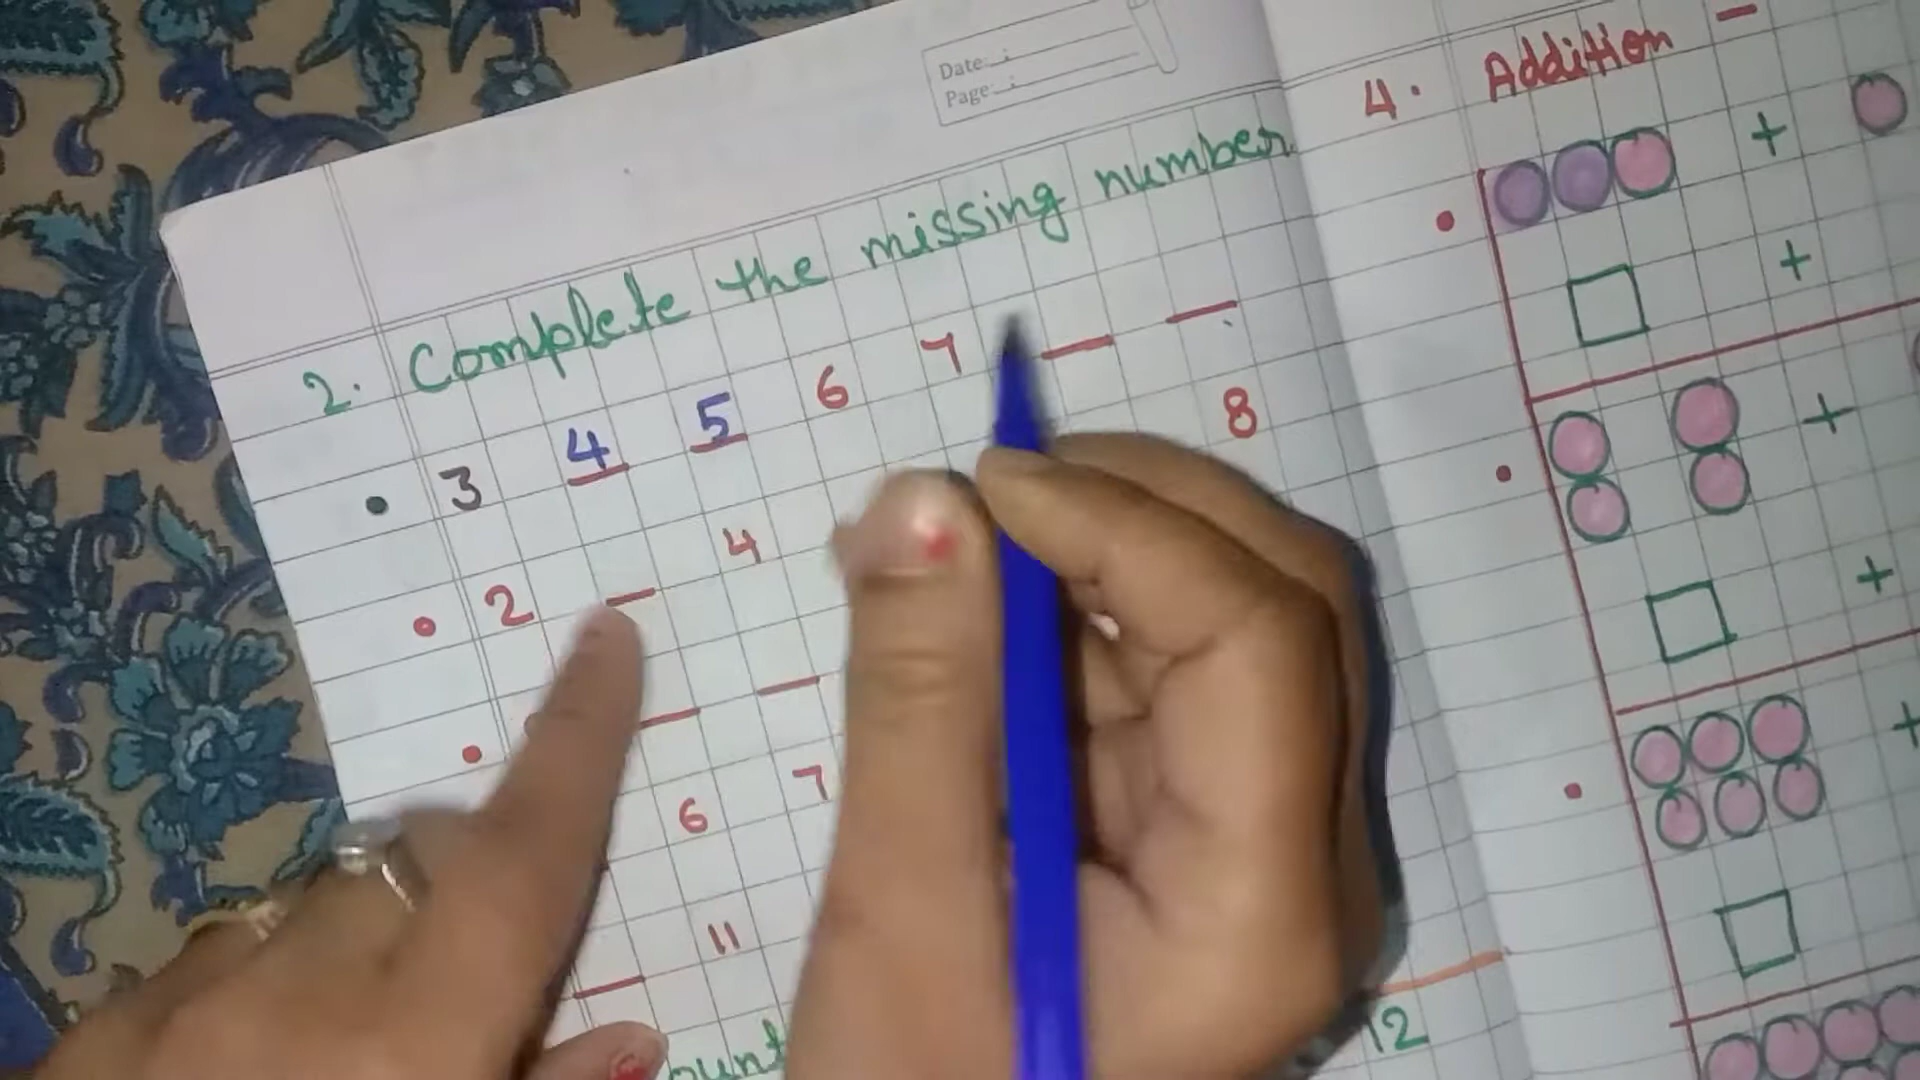 Date:
Page:
2. Complete the missing number.
• 3 4 5 6 7 _ _
• 2 _ 4 8
• _ _
6 7
_ 11
12
4. Addition -
+
+
+
+
+